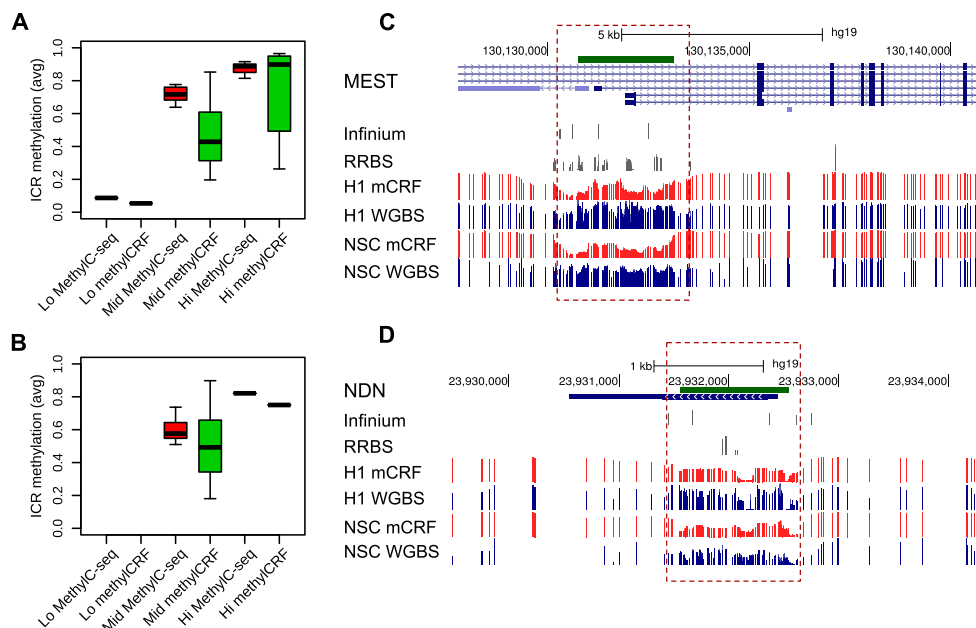 A
ICR methylation (avg)
1.0
0.8
0.6
0.4
0.2
0.0
Lo MethylC-seq
Lo methylCRF
Mid MethylC-seq
Mid methylCRF
Hi MethylC-seq
Hi methylCRF
B
ICR methylation (avg)
1.0
0.8
0.6
0.4
0.2
0.0
Lo MethylC-seq
Lo methylCRF
Mid MethylC-seq
Mid methylCRF
Hi MethylC-seq
Hi methylCRF
C
5 kb
hg19
130,130,000
130,135,000
130,140,000
MEST
Infinium
RRBS
H1 mCRF
H1 WGBS
NSC mCRF
NSC WGBS
D
1 kb
hg19
23,930,000
23,931,000
23,932,000
23,933,000
23,934,000
NDN
Infinium
RRBS
H1 mCRF
H1 WGBS
NSC mCRF
NSC WGBS